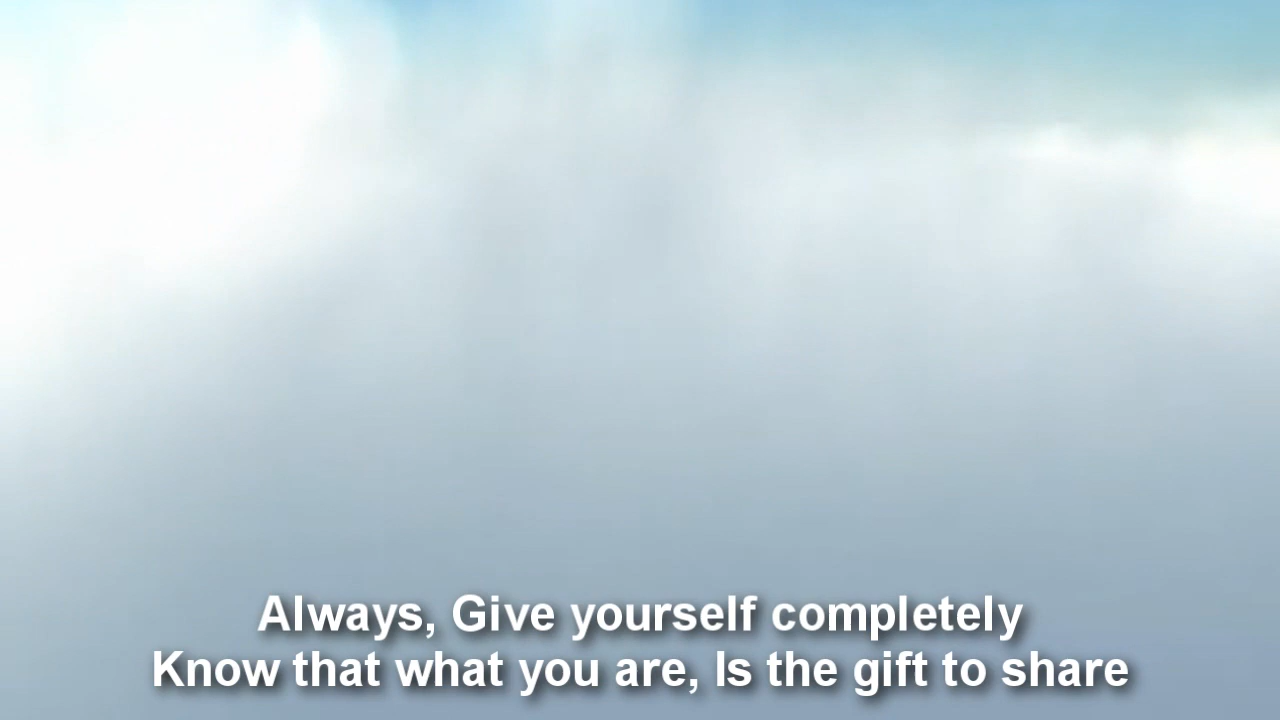 Always, Give yourself completely
Know that what you are, Is the gift to share